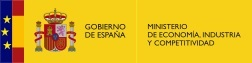 GOBIERNO
DE ESPAÑA
MINISTERIO
DE ECONOMÍA, INDUSTRIA
Y COMPETITIVIDAD